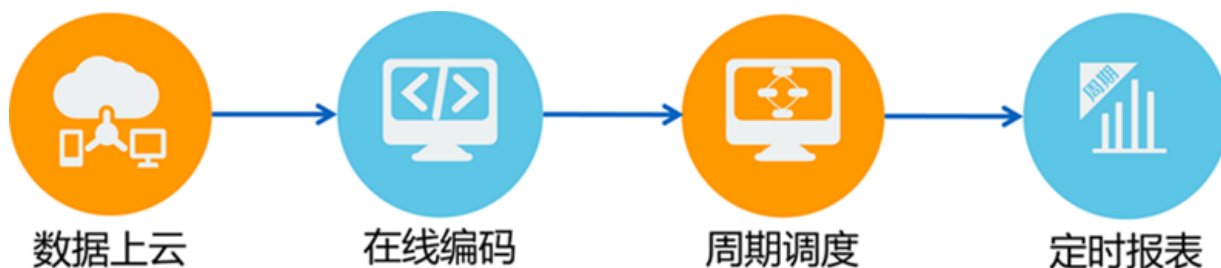 周期
数据上云
在线编码
周期调度
定时报表